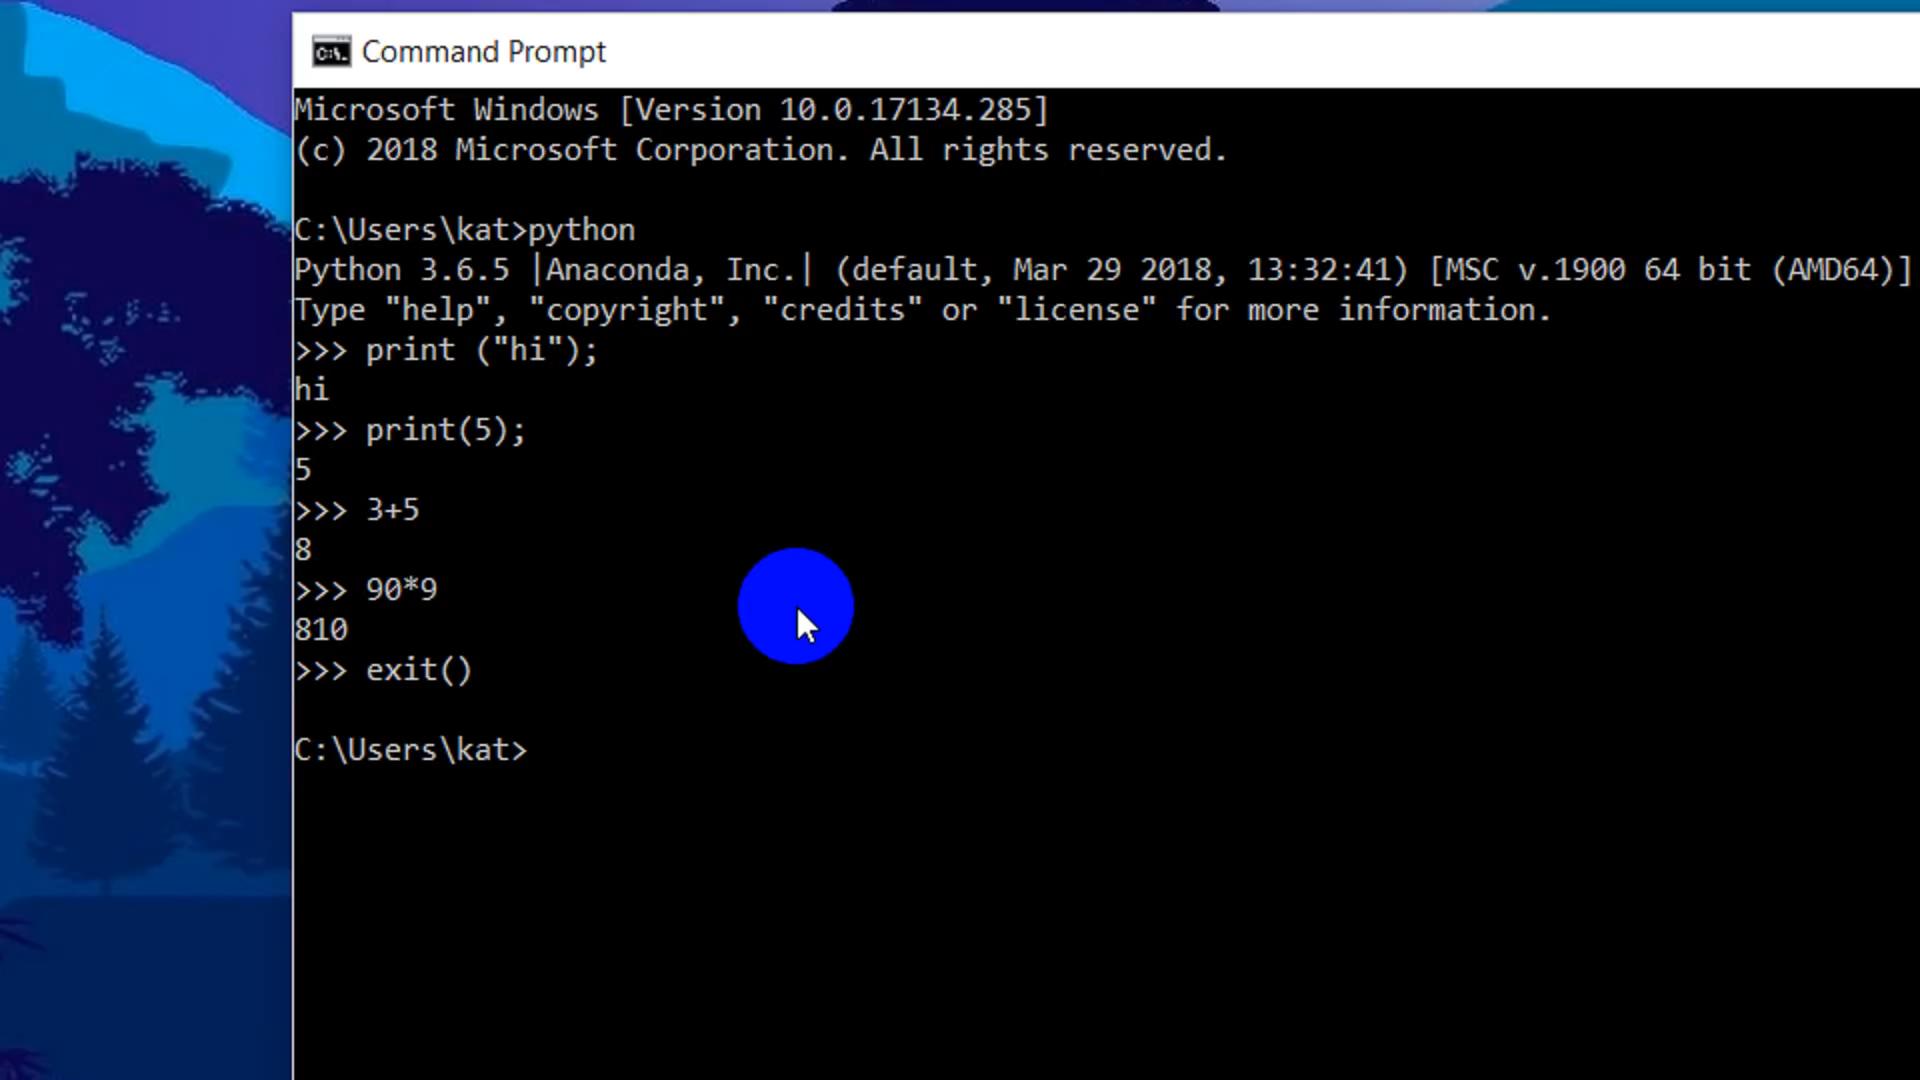 Command Prompt
Microsoft Windows [Version 10.0.17134.285]
(c) 2018 Microsoft Corporation. All rights reserved.
C:\Users\kat>python
Python 3.6.5 |Anaconda, Inc.| (default, Mar 29 2018, 13:32:41) [MSC v.1900 64 bit (AMD64)]
Type "help", "copyright", "credits" or "license" for more information.
>>> print ("hi");
hi
>>> print(5);
5
>>> 3+5
8
>>> 90*9
810
>>> exit()
C:\Users\kat>